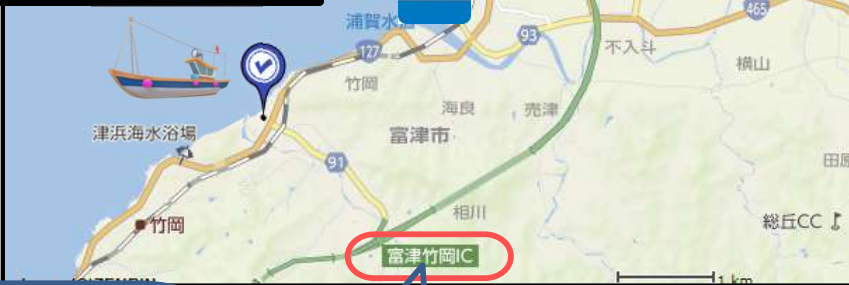 465
浦賀水道
127
93
不入斗
横山
竹岡
海良
売津
津浜海水浴場
富津市
91
田原
相川
総丘CC
竹岡
富津竹岡IC
1 km